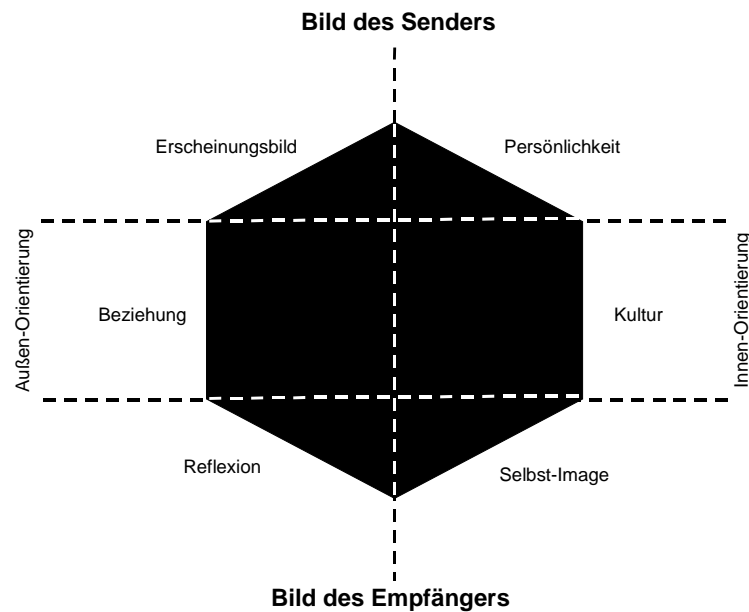 Bild des Senders
Erscheinungsbild
Persönlichkeit
Außen-Orientierung
Beziehung
Kultur
Innen-Orientierung
Reflexion
Selbst-Image
Bild des Empfängers